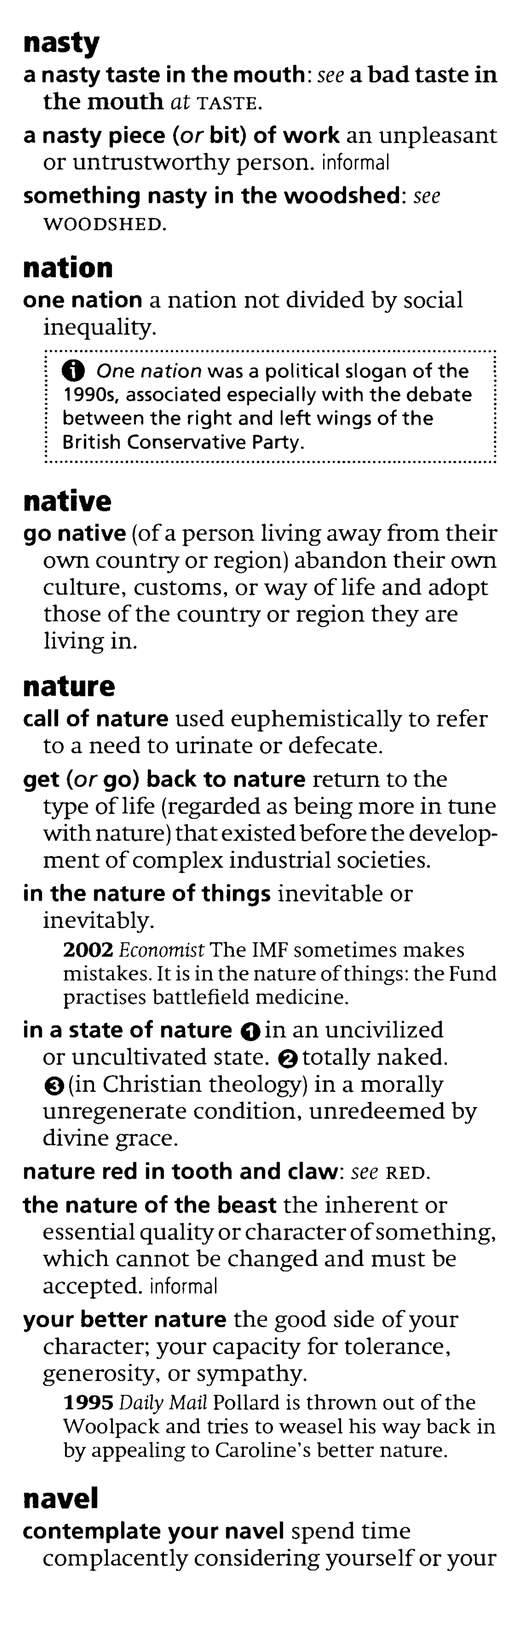 nasty
a nasty taste in the mouth: see a bad taste in
the mouth at TASTE.
a nasty piece (or bit) of work an unpleasant
or untrustworthy person. informal
something nasty in the woodshed: see
WOODSHED.
nation
one nation a nation not divided by social
inequality.
ℹ One nation was a political slogan of the
1990s, associated especially with the debate
between the right and left wings of the
British Conservative Party.
native
go native (of a person living away from their
own country or region) abandon their own
culture, customs, or way of life and adopt
those of the country or region they are
living in.
nature
call of nature used euphemistically to refer
to a need to urinate or defecate.
get (or go) back to nature return to the
type of life (regarded as being more in tune
with nature) that existed before the develop-
ment of complex industrial societies.
in the nature of things inevitable or
inevitably.
2002 Economist The IMF sometimes makes
mistakes. It is in the nature of things: the Fund
practises battlefield medicine.
in a state of nature ❶ in an uncivilized
or uncultivated state. ❷ totally naked.
❸ (in Christian theology) in a morally
unregenerate condition, unredeemed by
divine grace.
nature red in tooth and claw: see RED.
the nature of the beast the inherent or
essential quality or character of something,
which cannot be changed and must be
accepted. informal
your better nature the good side of your
character; your capacity for tolerance,
generosity, or sympathy.
1995 Daily Mail Pollard is thrown out of the
Woolpack and tries to weasel his way back in
by appealing to Caroline's better nature.
navel
contemplate your navel spend time
complacently considering yourself or your